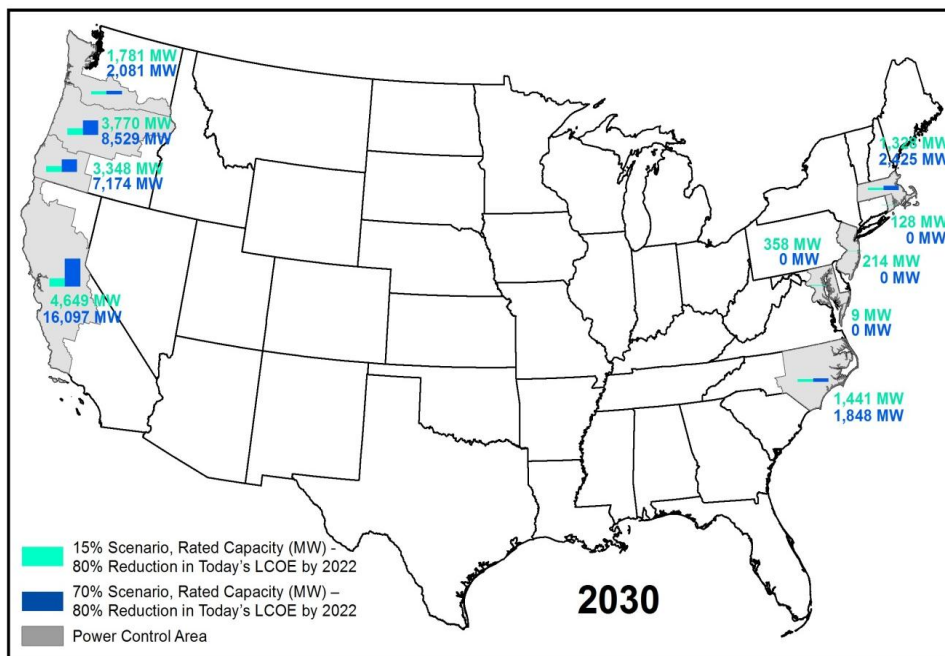 1,781 MW
2,081 MW
3,770 MW
8,529 MW
3,348 MW
7,174 MW
4,649 MW
16,097 MW
MW
2,425 MW
128 MW
0 MW
358 MW
0 MW
214 MW
0 MW
9 MW
0 MW
1,441 MW
1,848 MW
15% Scenario, Rated Capacity (MW) -
80% Reduction in Today's LCOE by 2022
70% Scenario, Rated Capacity (MW) –
80% Reduction in Today's LCOE by 2022
Power Control Area
2030